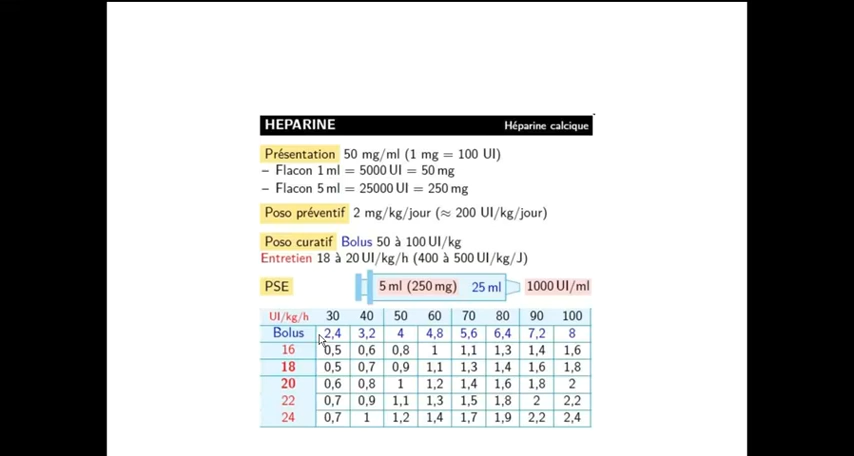 HEPARINE Héparine calcique
Présentation 50 mg/ml (1 mg = 100 UI)
– Flacon 1 ml = 5000 UI = 50 mg
– Flacon 5 ml = 25000 UI = 250 mg
Poso préventif 2 mg/kg/jour (≈ 200 UI/kg/jour)
Poso curatif Bolus 50 à 100 UI/kg
Entretien 18 à 20 UI/kg/h (400 à 500 UI/kg/J)
PSE 5 ml (250 mg) 25 ml 1000 UI/ml
UI/kg/h 30 40 50 60 70 80 90 100
Bolus 2,4 3,2 4 4,8 5,6 6,4 7,2 8
16 0,5 0,6 0,8 1 1,1 1,3 1,4 1,6
18 0,5 0,7 0,9 1,1 1,3 1,4 1,6 1,8
20 0,6 0,8 1 1,2 1,4 1,6 1,8 2
22 0,7 0,9 1,1 1,3 1,5 1,8 2 2,2
24 0,7 1 1,2 1,4 1,7 1,9 2,2 2,4